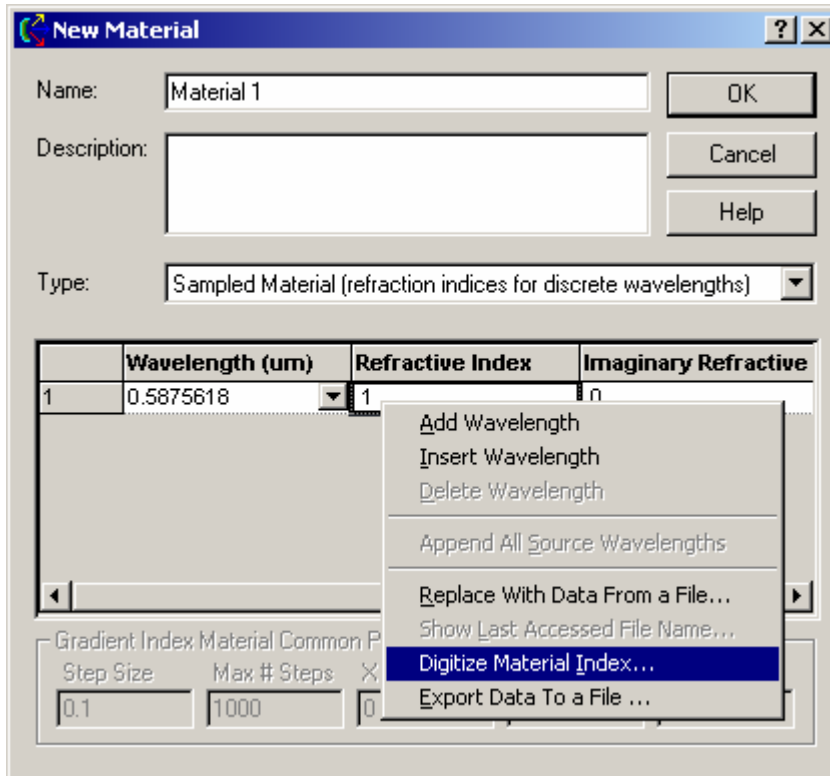 New Material
Name:
Material 1
OK
Description:
Cancel
Help
Type:
Sampled Material (refraction indices for discrete wavelengths)
Wavelength (um) Refractive Index Imaginary Refractive
1 0.5875618 1 0
Add Wavelength
Insert Wavelength
Delete Wavelength
Append All Source Wavelengths
Replace With Data From a File...
Show Last Accessed File Name...
Digitize Material Index...
Export Data To a File ...
Gradient Index Material Common P
Step Size Max # Steps X
0.1 1000 0